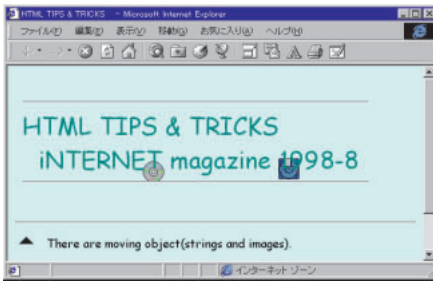 HTML TIPS & TRICKS - Microsoft Internet Explorer
ファイル(F) 編集(E) 表示(V) 移動(G) お気に入り(A) ヘルプ(H)
HTML TIPS & TRICKS
iNTERNET magazine 1998-8
There are moving object(strings and images).
インターネット ゾーン